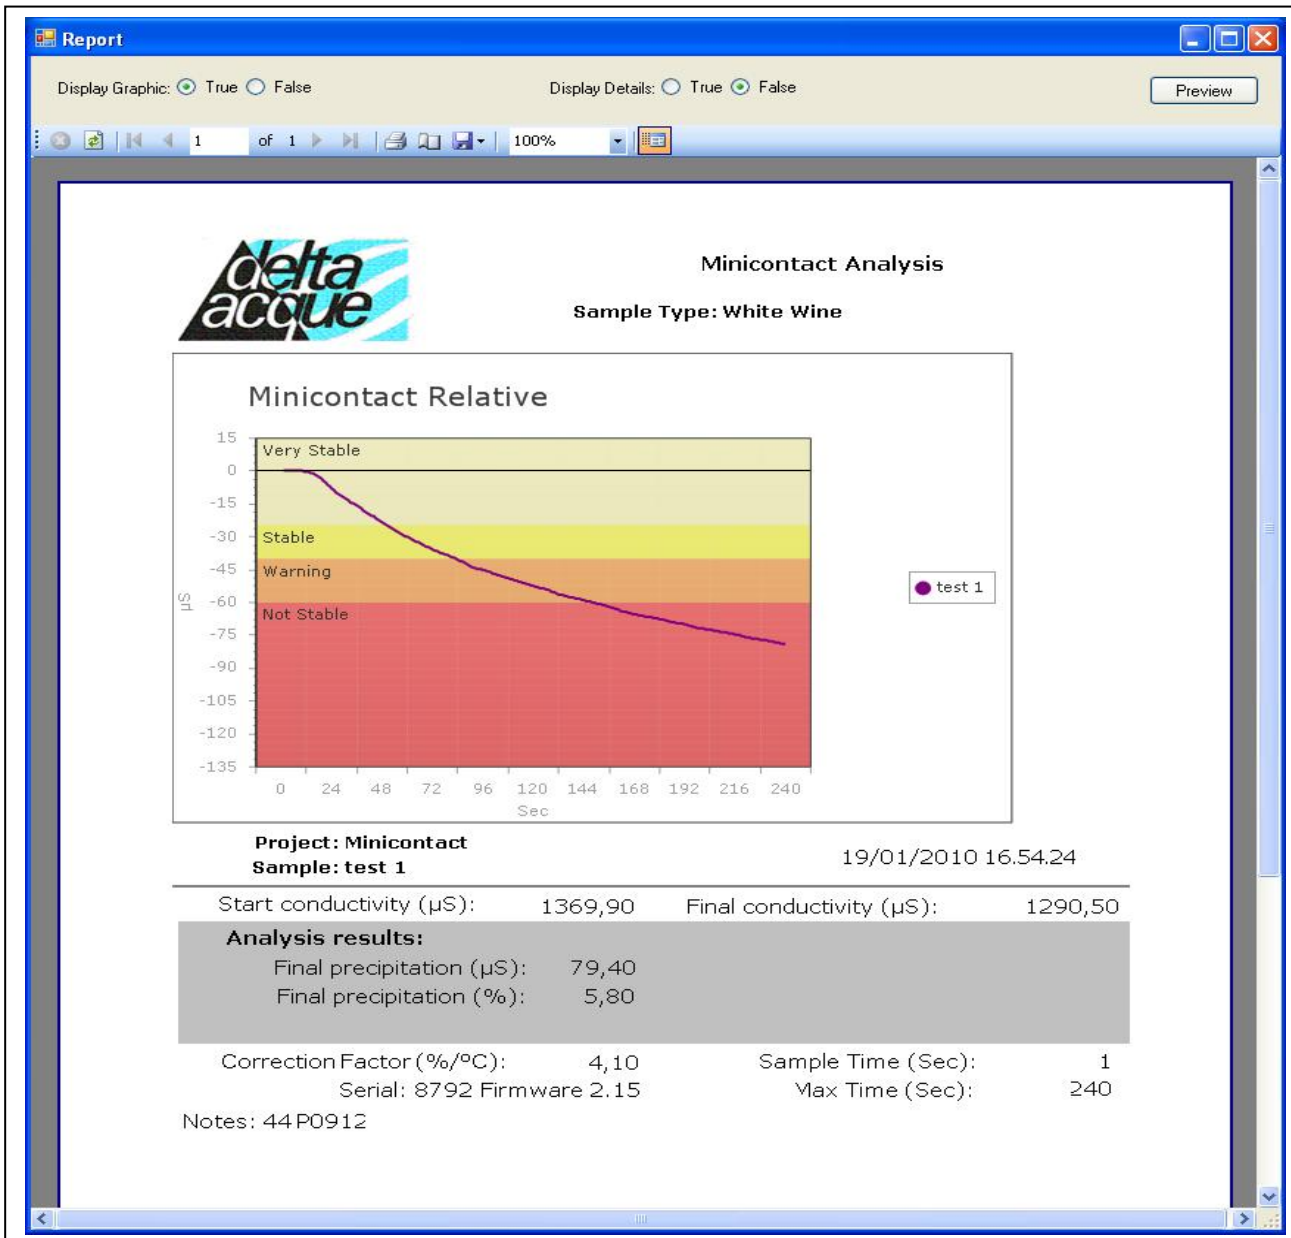 Report
Display Graphic: True False Display Details: True False Preview
1 of 1 100%
delta
acque
Minicontact Analysis
Sample Type: White Wine
Minicontact Relative
15
0
-15
-30
-45
-60
-75
-90
-105
-120
-135
µS
Very Stable
Stable
Warning
Not Stable
test 1
0 24 48 72 96 120 144 168 192 216 240
Sec
Project: Minicontact
Sample: test 1
19/01/2010 16.54.24
Start conductivity (µS): 1369,90 Final conductivity (µS): 1290,50
Analysis results:
Final precipitation (µS): 79,40
Final precipitation (%): 5,80
Correction Factor (%/°C): 4,10 Sample Time (Sec): 1
Serial: 8792 Firmware 2.15 Max Time (Sec): 240
Notes: 44P0912